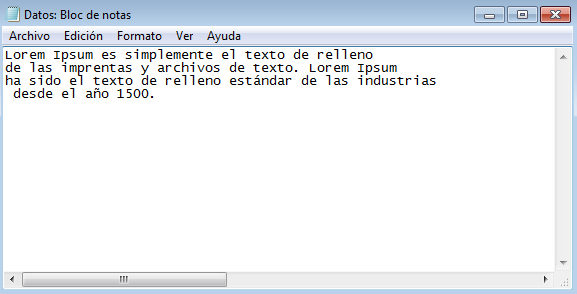 Datos: Bloc de notas
Archivo Edición Formato Ver Ayuda
Lorem Ipsum es simplemente el texto de relleno
de las imprentas y archivos de texto. Lorem Ipsum
ha sido el texto de relleno estándar de las industrias
desde el año 1500.